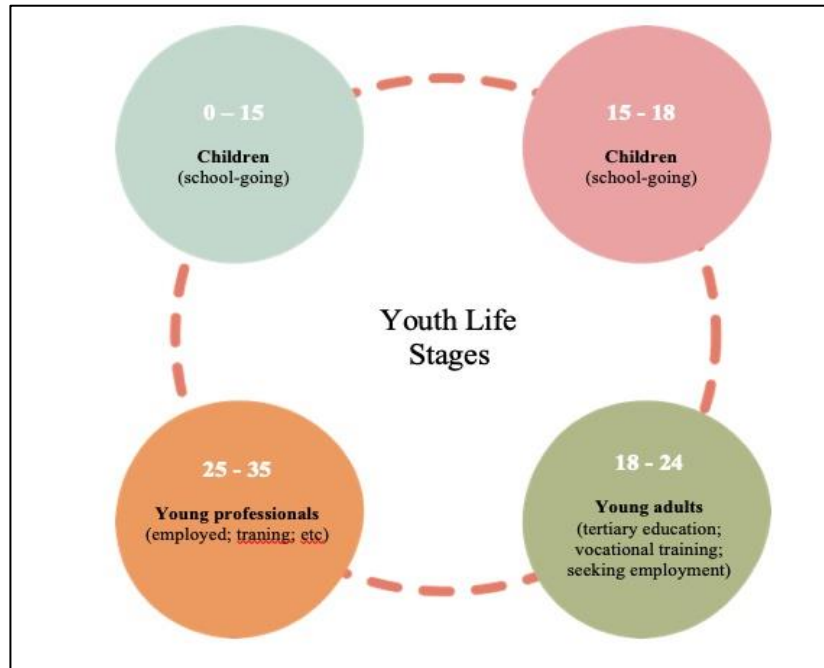 0 – 15
Children
(school-going)
15 - 18
Children
(school-going)
Youth Life
Stages
25 - 35
Young professionals
(employed; traning; etc)
18 - 24
Young adults
(tertiary education;
vocational training;
seeking employment)